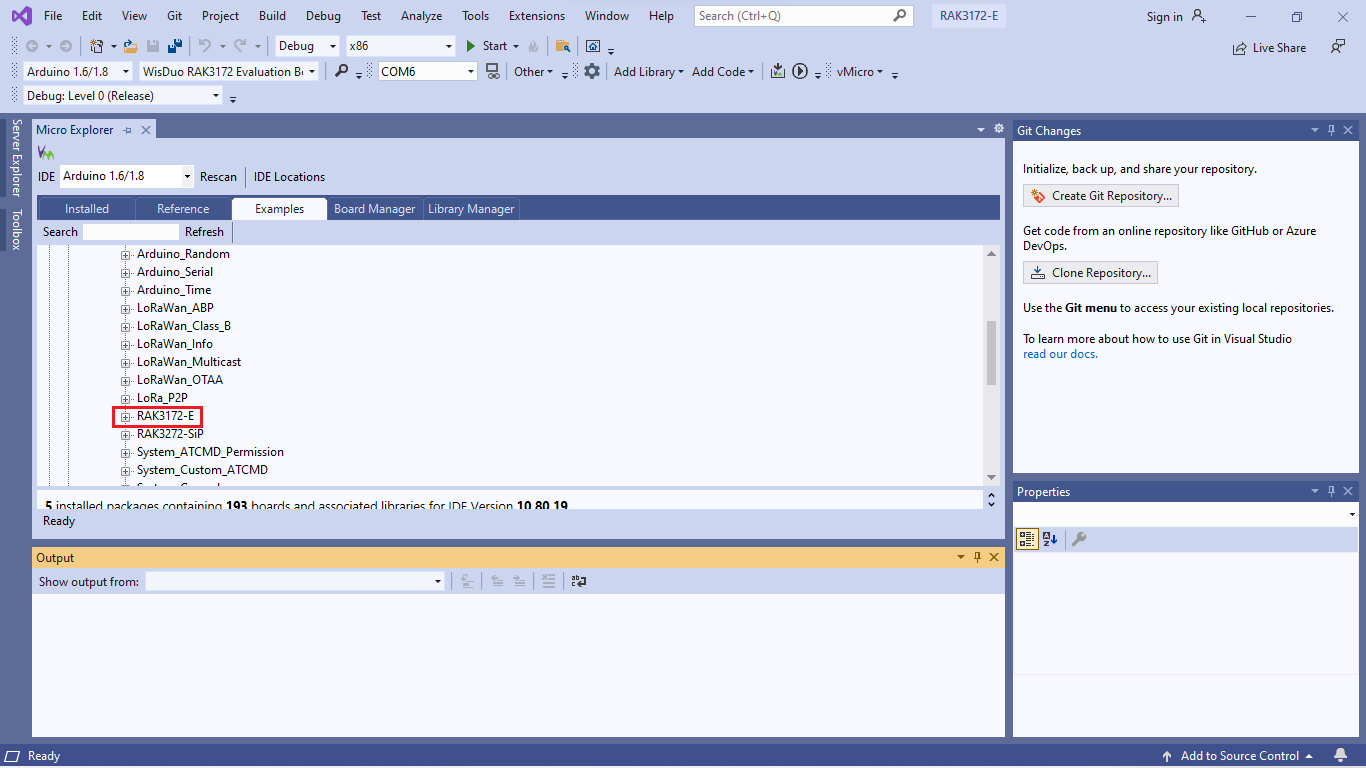 File Edit View Git Project Build Debug Test Analyze Tools Extensions Window Help Search (Ctrl+Q) RAK3172-E Sign in
Debug x86 Start Live Share
Arduino 1.6/1.8 WisDuo RAK3172 Evaluation Bo COM6 Other Add Library Add Code vMicro
Debug: Level 0 (Release)
Server Explorer
Toolbox
Micro Explorer
IDE Arduino 1.6/1.8 Rescan IDE Locations
Installed Reference Examples Board Manager Library Manager
Search Refresh
Arduino_Random
Arduino_Serial
Arduino_Time
LoRaWan_ABP
LoRaWan_Class_B
LoRaWan_Info
LoRaWan_Multicast
LoRaWan_OTAA
LoRa_P2P
RAK3172-E
RAK3272-SiP
System_ATCMD_Permission
System_Custom_ATCMD
5 installed packages containing 193 boards and associated libraries for IDE Version 10.80.19
Ready
Output
Show output from:
Git Changes
Initialize, back up, and share your repository.
Create Git Repository...
Get code from an online repository like GitHub or Azure
DevOps.
Clone Repository...
Use the Git menu to access your existing local repositories.
To learn more about how to use Git in Visual Studio
read our docs.
Properties
Ready Add to Source Control